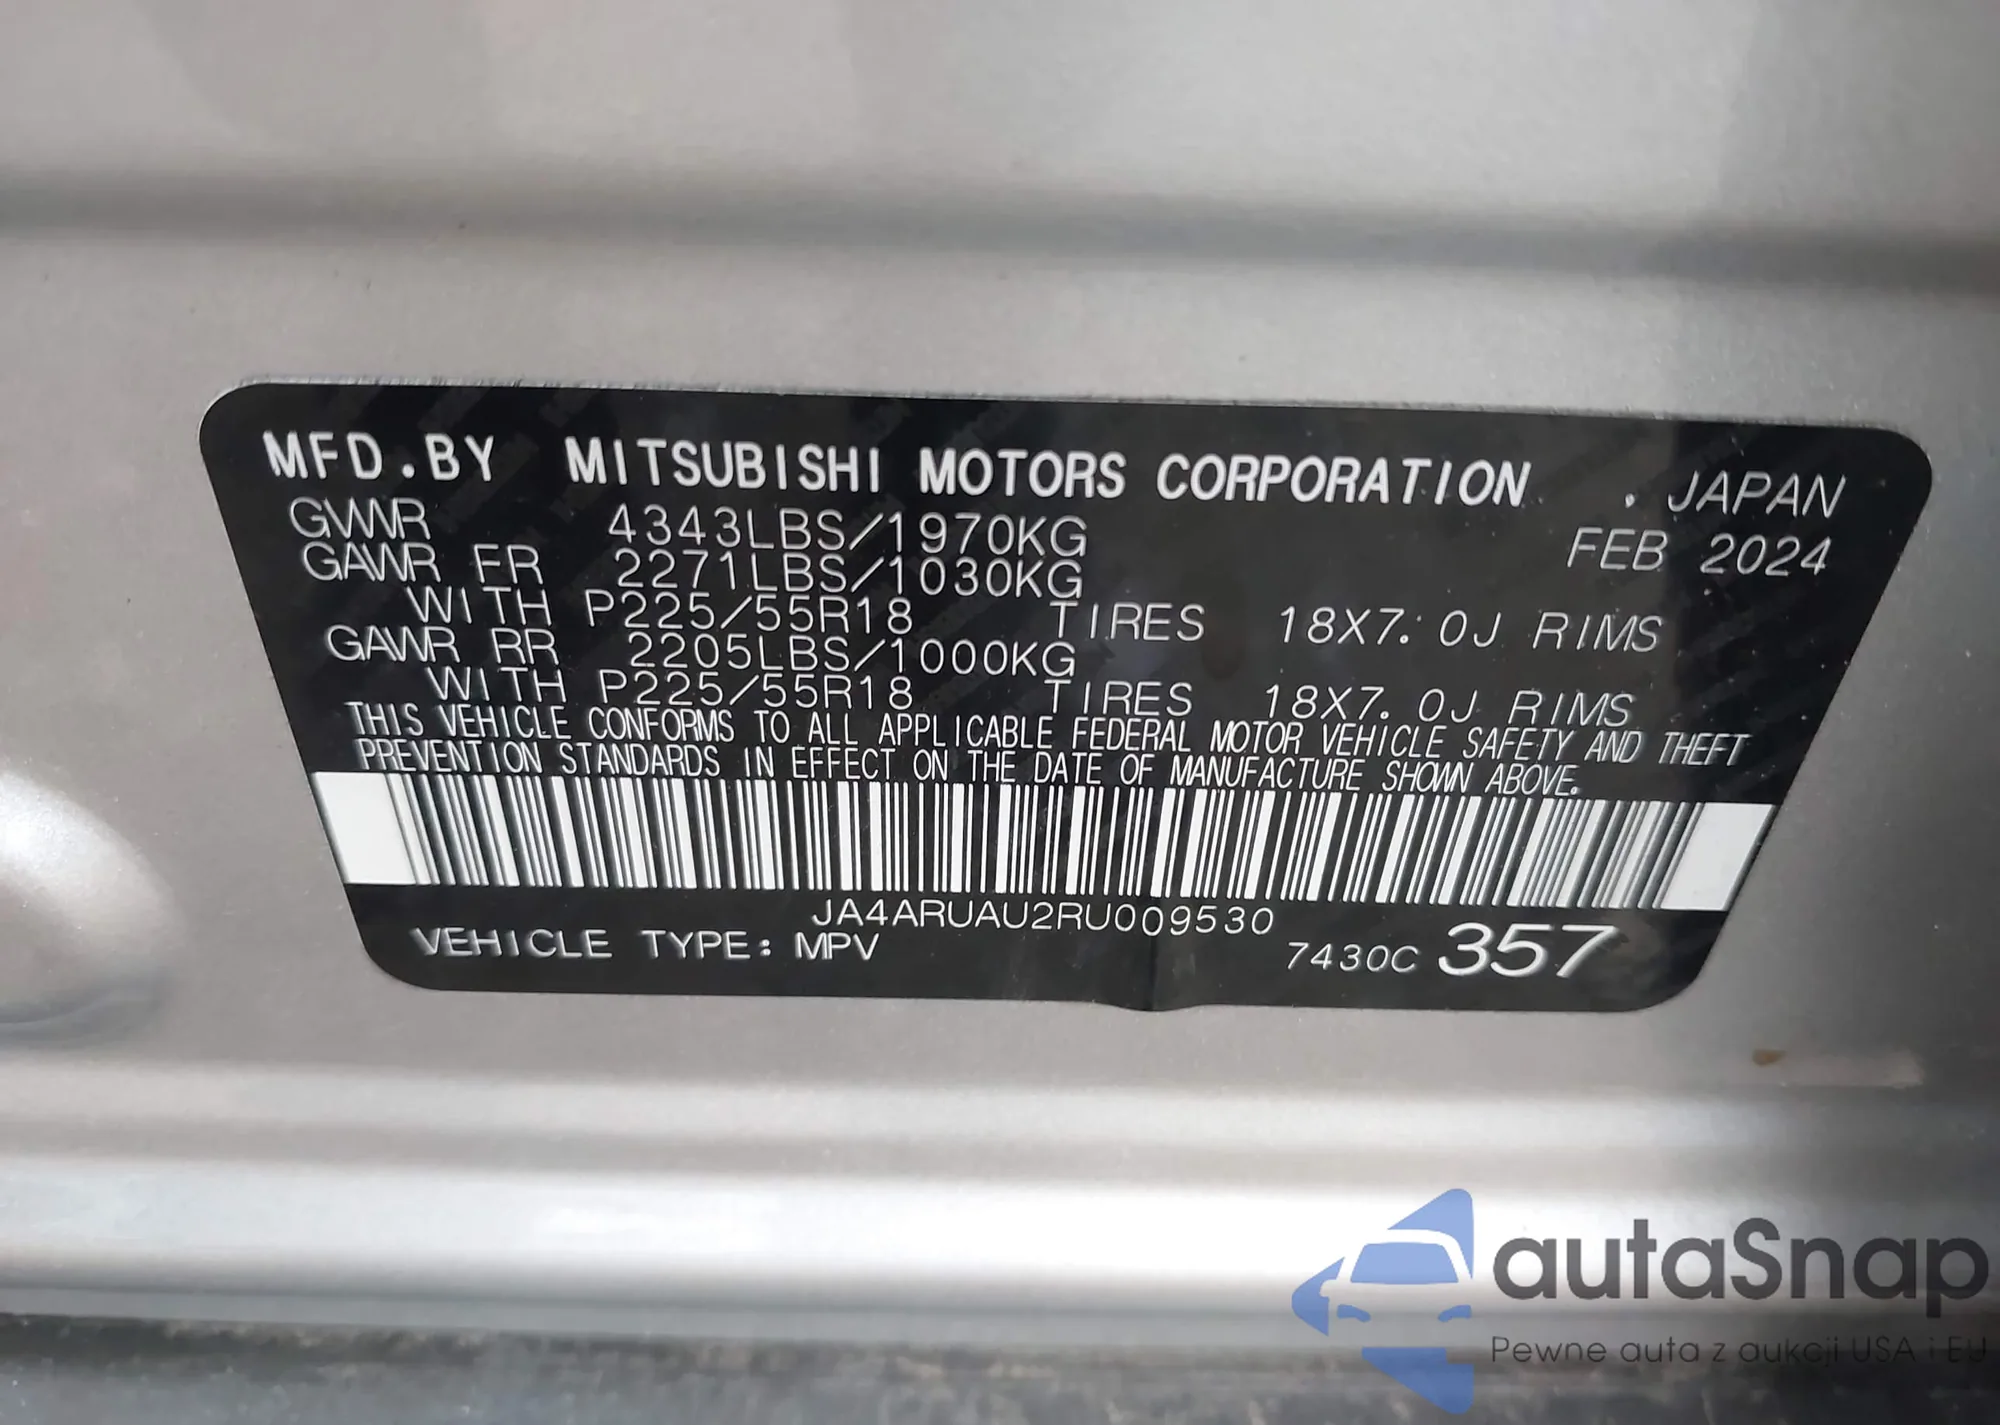 MFD.BY MITSUBISHI MOTORS CORPORATION . JAPAN
GVWR 4343LBS/1970KG FEB 2024
GAWR FR 2271LBS/1030KG
WITH P225/55R18 TIRES 18X7.0J RIMS
GAWR RR 2205LBS/1000KG
WITH P225/55R18 TIRES 18X7.0J RIMS
THIS VEHICLE CONFORMS TO ALL APPLICABLE FEDERAL MOTOR VEHICLE SAFETY AND THEFT
PREVENTION STANDARDS IN EFFECT ON THE DATE OF MANUFACTURE SHOWN ABOVE.
JA4ARUAU2RU009530
VEHICLE TYPE: MPV 7430C 357
autaSnap
Pewne auta z aukcji USA i EU